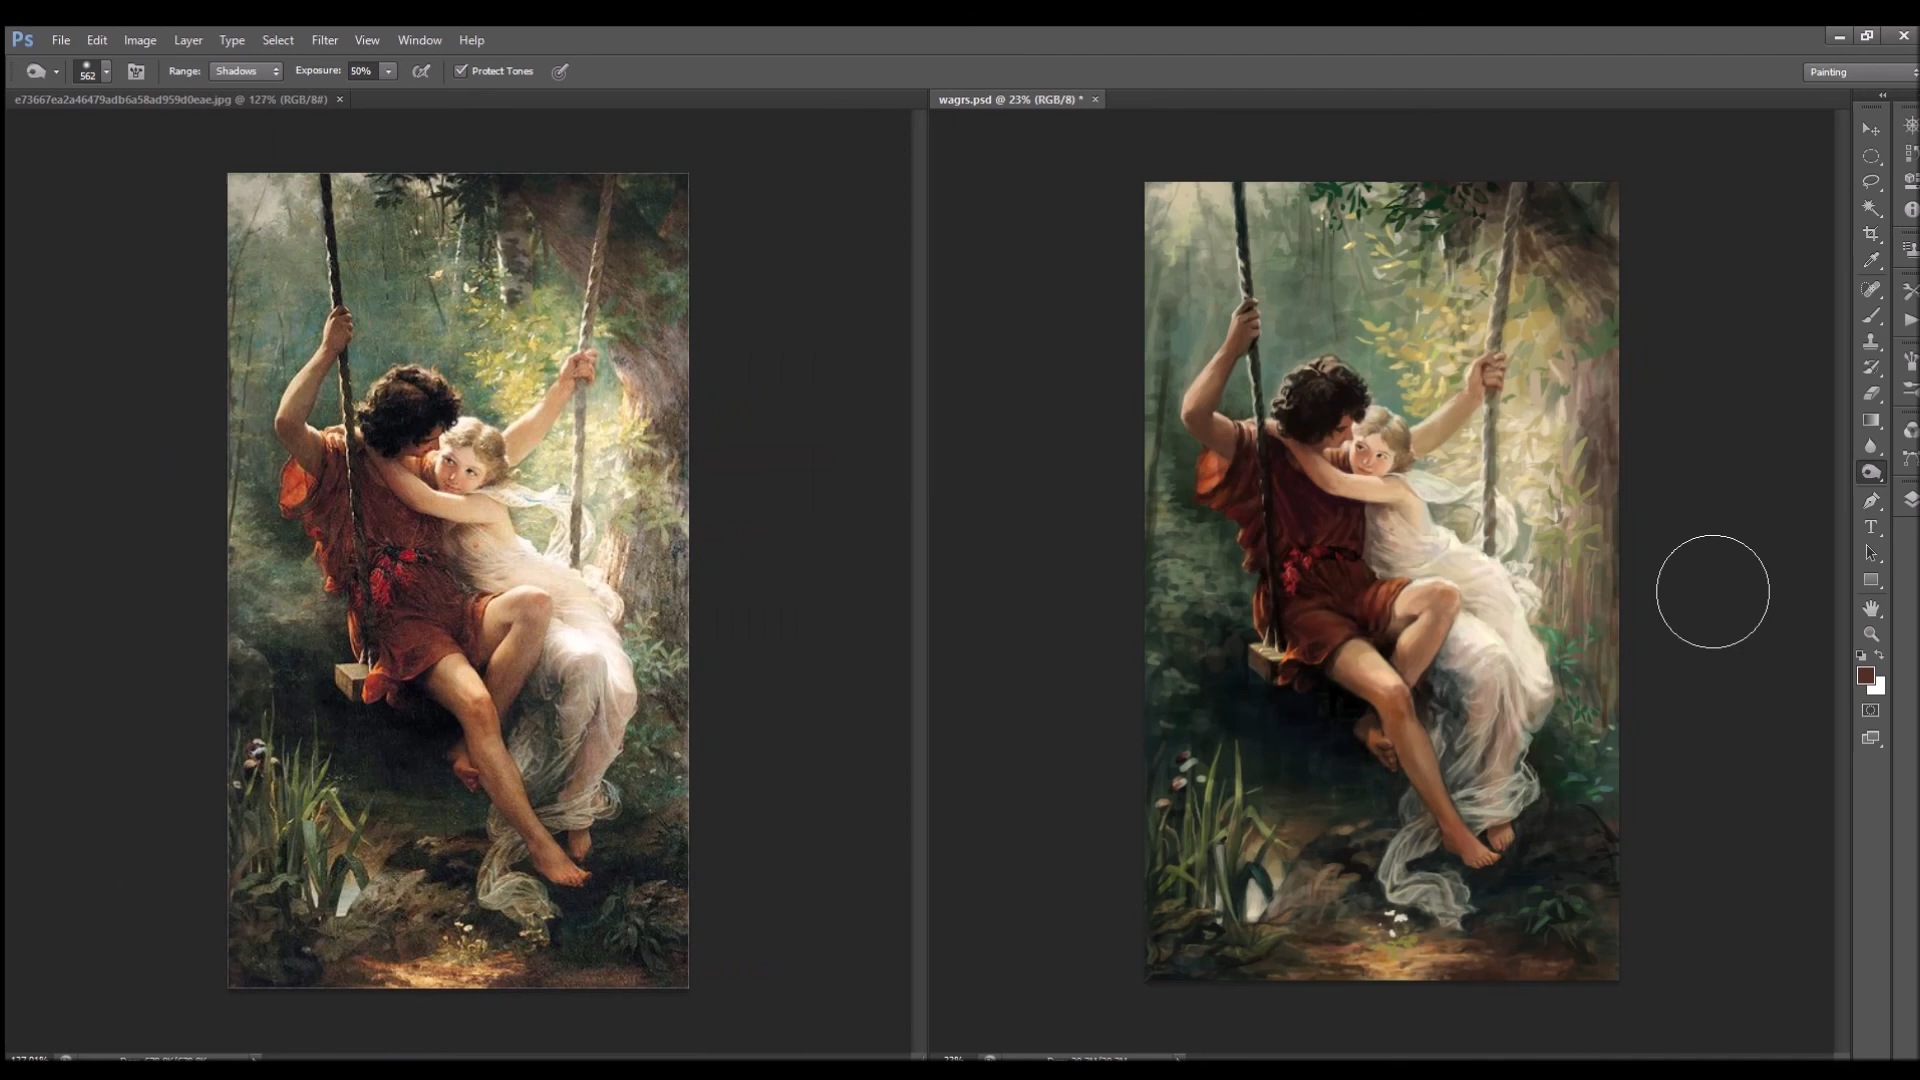 Ps File Edit Image Layer Type Select Filter View Window Help
562 Range: Shadows Exposure: 50% Protect Tones Painting
e73667ea2a46479adb6a58ad959d0eae.jpg @ 127% (RGB/8#) × wagrs.psd @ 23% (RGB/8) * ×
T